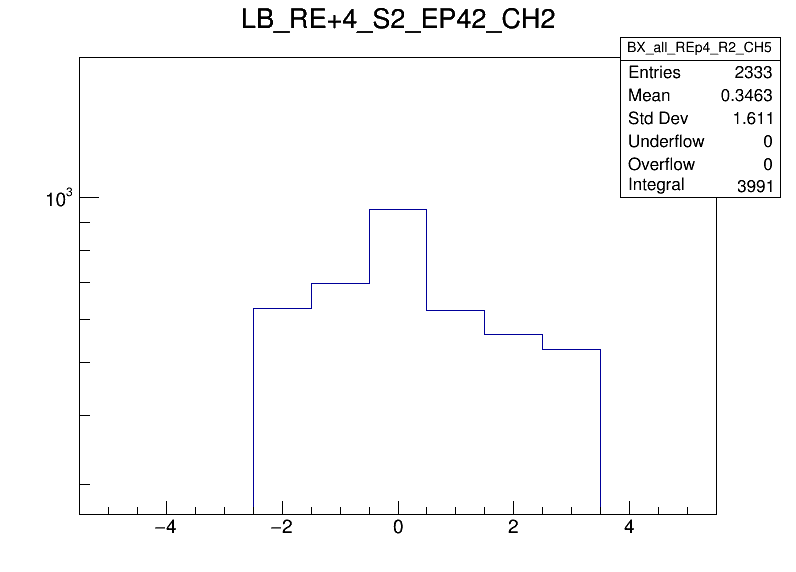 LB_RE+4_S2_EP42_CH2
BX_all_REp4_R2_CH5
Entries 2333
Mean 0.3463
Std Dev 1.611
Underflow 0
Overflow 0
Integral 3991
10³
−4 −2 0 2 4